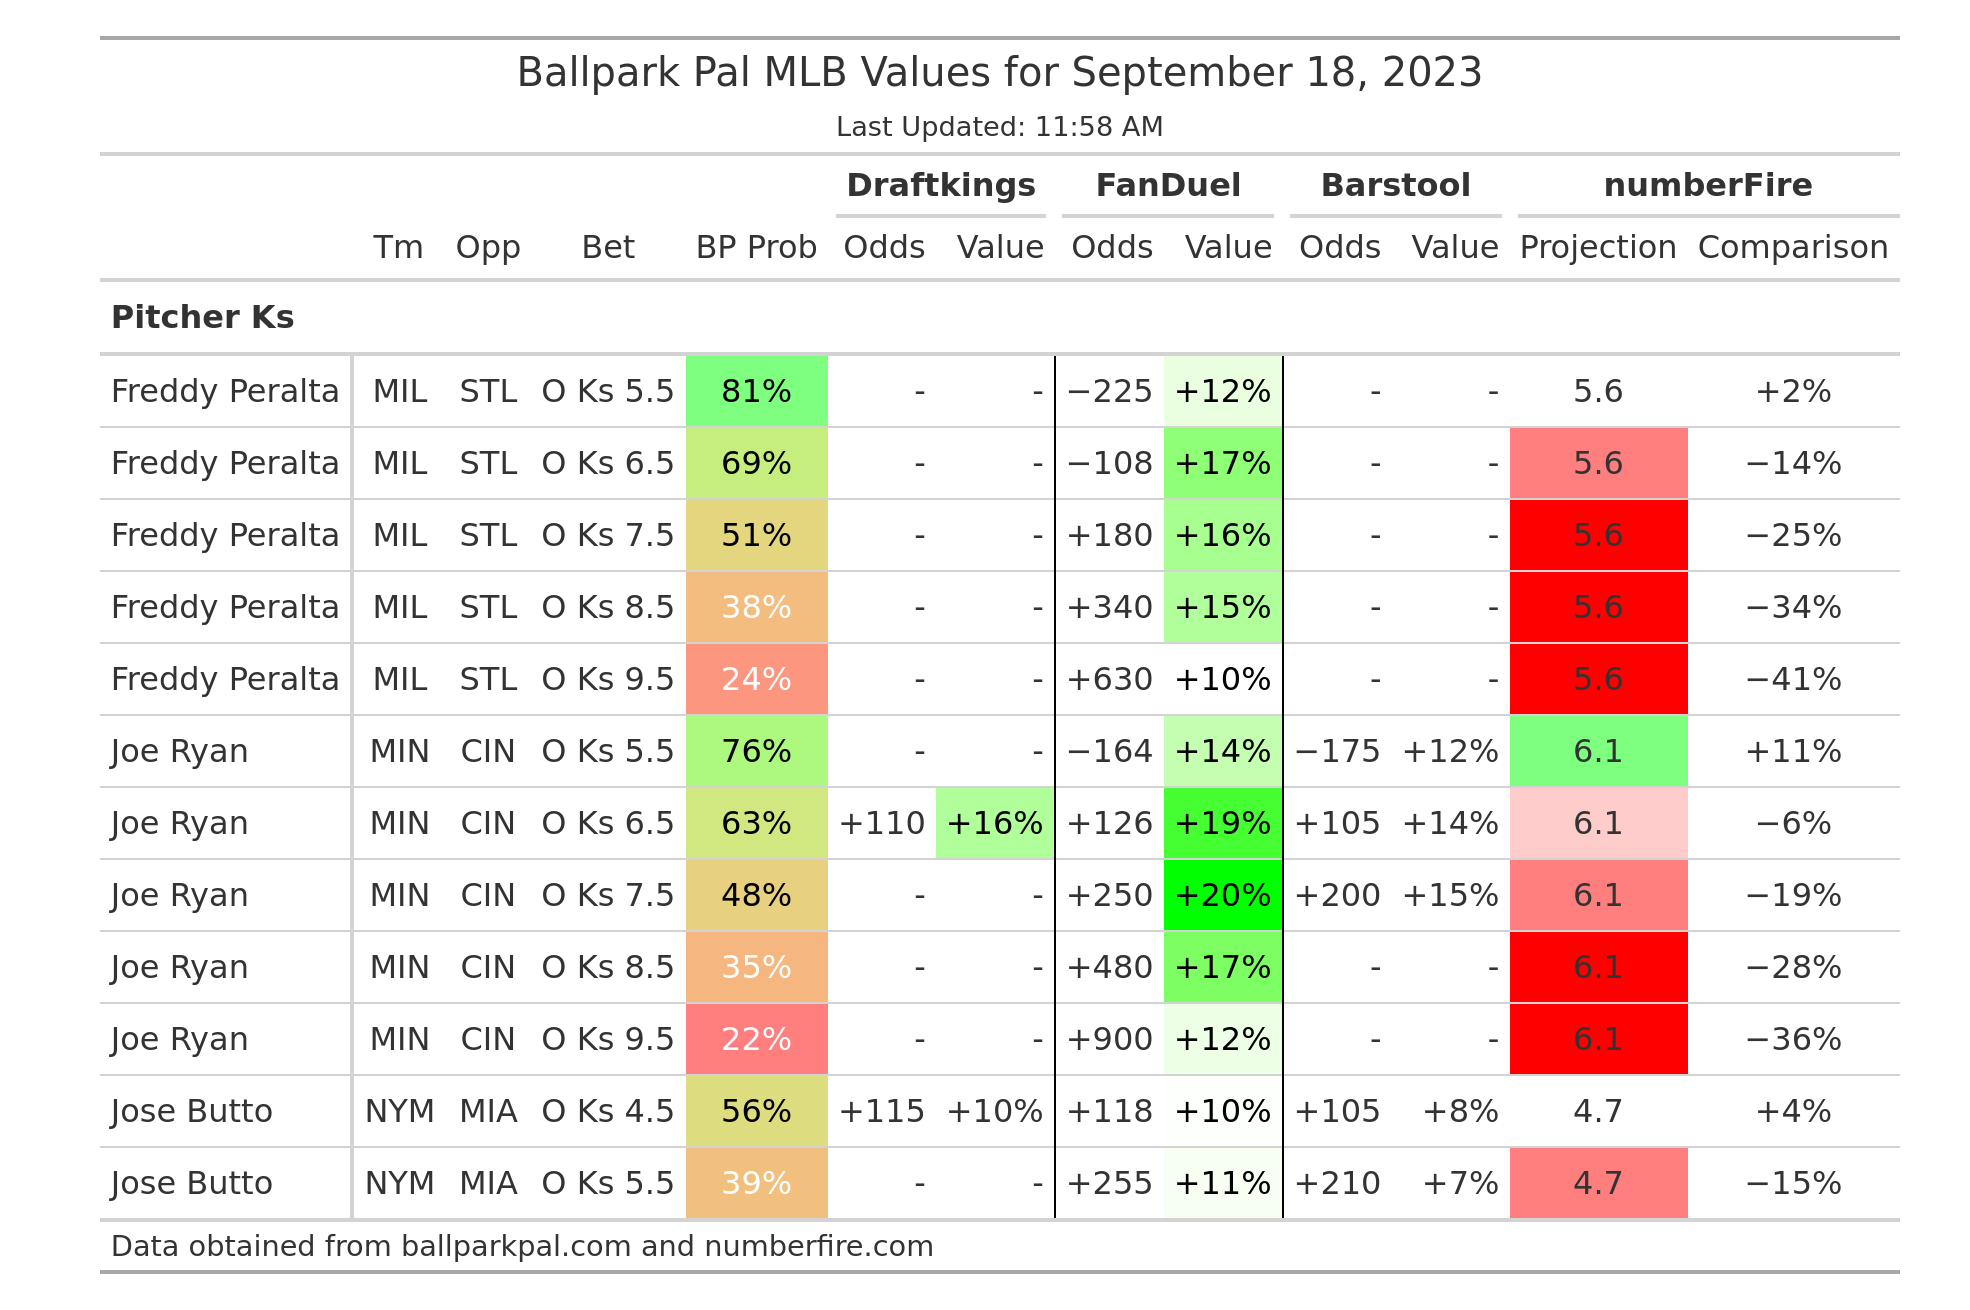 Ballpark Pal MLB Values for September 18, 2023
Last Updated: 11:58 AM
Draftkings FanDuel Barstool numberFire
Tm Opp Bet BP Prob Odds Value Odds Value Odds Value Projection Comparison
Pitcher Ks
Freddy Peralta MIL STL O Ks 5.5 81% - - −225 +12% - - 5.6 +2%
Freddy Peralta MIL STL O Ks 6.5 69% - - −108 +17% - - 5.6 −14%
Freddy Peralta MIL STL O Ks 7.5 51% - - +180 +16% - - 5.6 −25%
Freddy Peralta MIL STL O Ks 8.5 38% - - +340 +15% - - 5.6 −34%
Freddy Peralta MIL STL O Ks 9.5 24% - - +630 +10% - - 5.6 −41%
Joe Ryan MIN CIN O Ks 5.5 76% - - −164 +14% −175 +12% 6.1 +11%
Joe Ryan MIN CIN O Ks 6.5 63% +110 +16% +126 +19% +105 +14% 6.1 −6%
Joe Ryan MIN CIN O Ks 7.5 48% - - +250 +20% +200 +15% 6.1 −19%
Joe Ryan MIN CIN O Ks 8.5 35% - - +480 +17% - - 6.1 −28%
Joe Ryan MIN CIN O Ks 9.5 22% - - +900 +12% - - 6.1 −36%
Jose Butto NYM MIA O Ks 4.5 56% +115 +10% +118 +10% +105 +8% 4.7 +4%
Jose Butto NYM MIA O Ks 5.5 39% - - +255 +11% +210 +7% 4.7 −15%
Data obtained from ballparkpal.com and numberfire.com